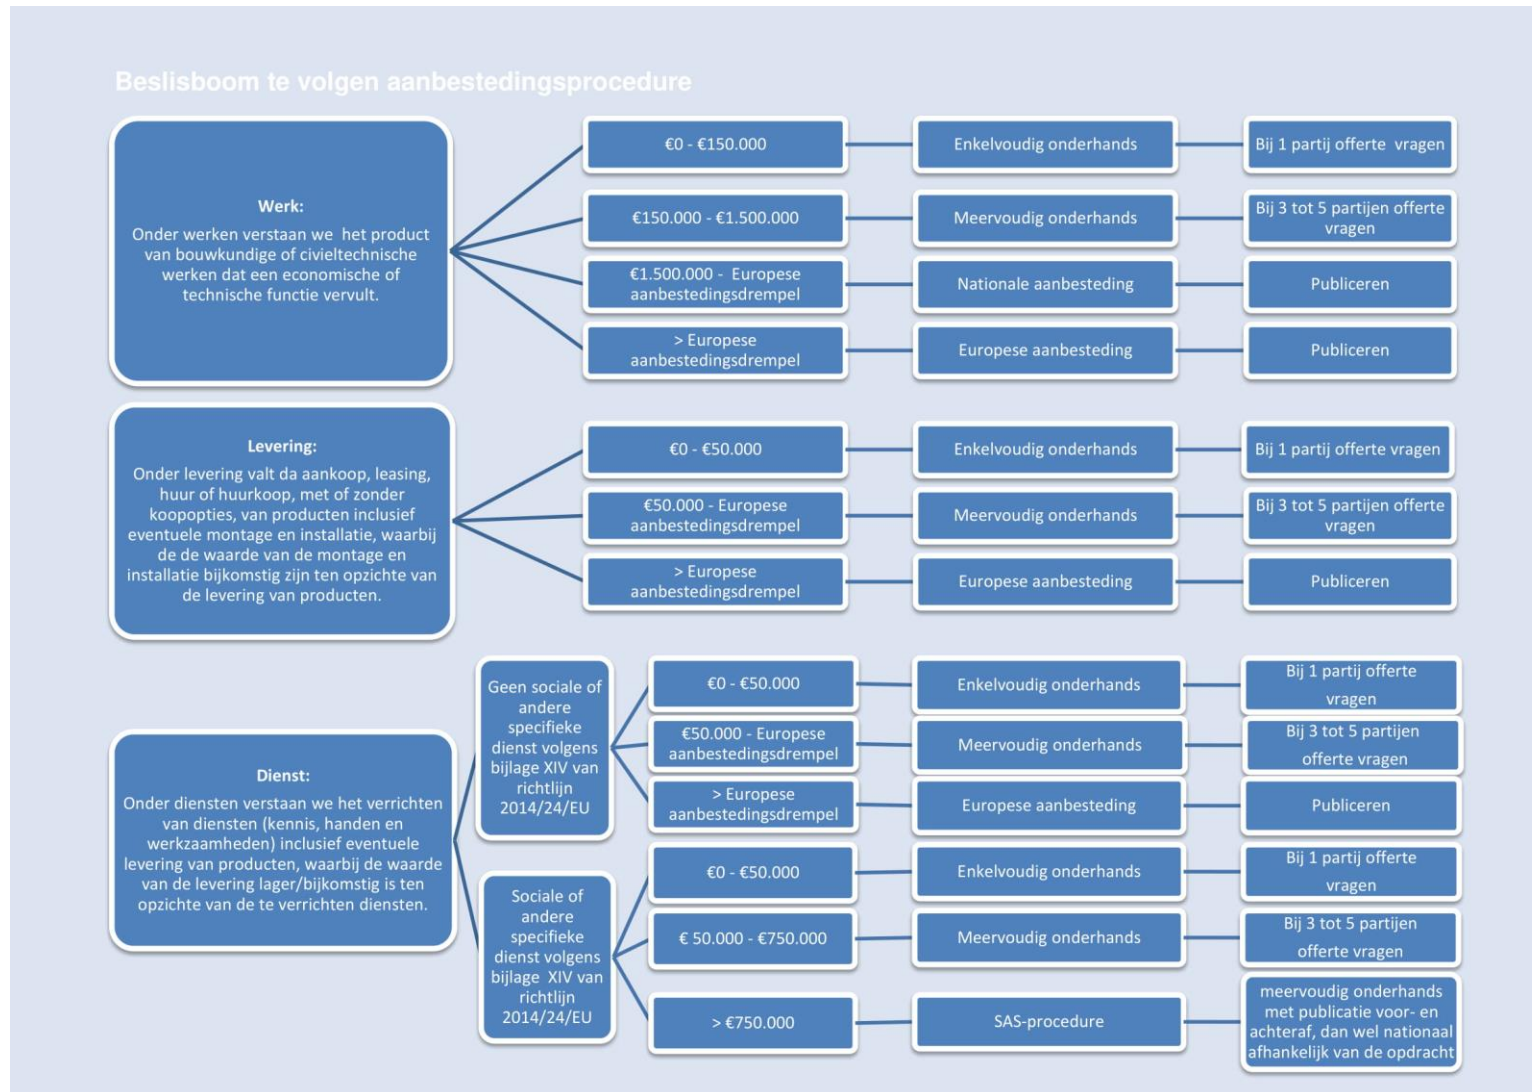 Beslisboom te volgen aanbestedingsprocedure
Werk:
Onder werken verstaan we het product
van bouwkundige of civieltechnische
werken dat een economische of
technische functie vervult.
€0 - €150.000
Enkelvoudig onderhands
Bij 1 partij offerte vragen
€150.000 - €1.500.000
Meervoudig onderhands
Bij 3 tot 5 partijen offerte
vragen
€1.500.000 - Europese
aanbestedingsdrempel
Nationale aanbesteding
Publiceren
> Europese
aanbestedingsdrempel
Europese aanbesteding
Publiceren
Levering:
Onder levering valt da aankoop, leasing,
huur of huurkoop, met of zonder
koopopties, van producten inclusief
eventuele montage en installatie, waarbij
de de waarde van de montage en
installatie bijkomstig zijn ten opzichte van
de levering van producten.
€0 - €50.000
Enkelvoudig onderhands
Bij 1 partij offerte vragen
€50.000 - Europese
aanbestedingsdrempel
Meervoudig onderhands
Bij 3 tot 5 partijen offerte
vragen
> Europese
aanbestedingsdrempel
Europese aanbesteding
Publiceren
Dienst:
Onder diensten verstaan we het verrichten
van diensten (kennis, handen en
werkzaamheden) inclusief eventuele
levering van producten, waarbij de waarde
van de levering lager/bijkomstig is ten
opzichte van de te verrichten diensten.
Geen sociale of
andere
specifieke
dienst volgens
bijlage XIV van
richtlijn
2014/24/EU
€0 - €50.000
Enkelvoudig onderhands
Bij 1 partij offerte
vragen
€50.000 - Europese
aanbestedingsdrempel
Meervoudig onderhands
Bij 3 tot 5 partijen
offerte vragen
> Europese
aanbestedingsdrempel
Europese aanbesteding
Publiceren
Sociale of
andere
specifieke
dienst volgens
bijlage XIV van
richtlijn
2014/24/EU
€0 - €50.000
Enkelvoudig onderhands
Bij 1 partij offerte
vragen
€ 50.000 - €750.000
Meervoudig onderhands
Bij 3 tot 5 partijen
offerte vragen
> €750.000
SAS-procedure
meervoudig onderhands
met publicatie voor- en
achteraf, dan wel nationaal
afhankelijk van de opdracht